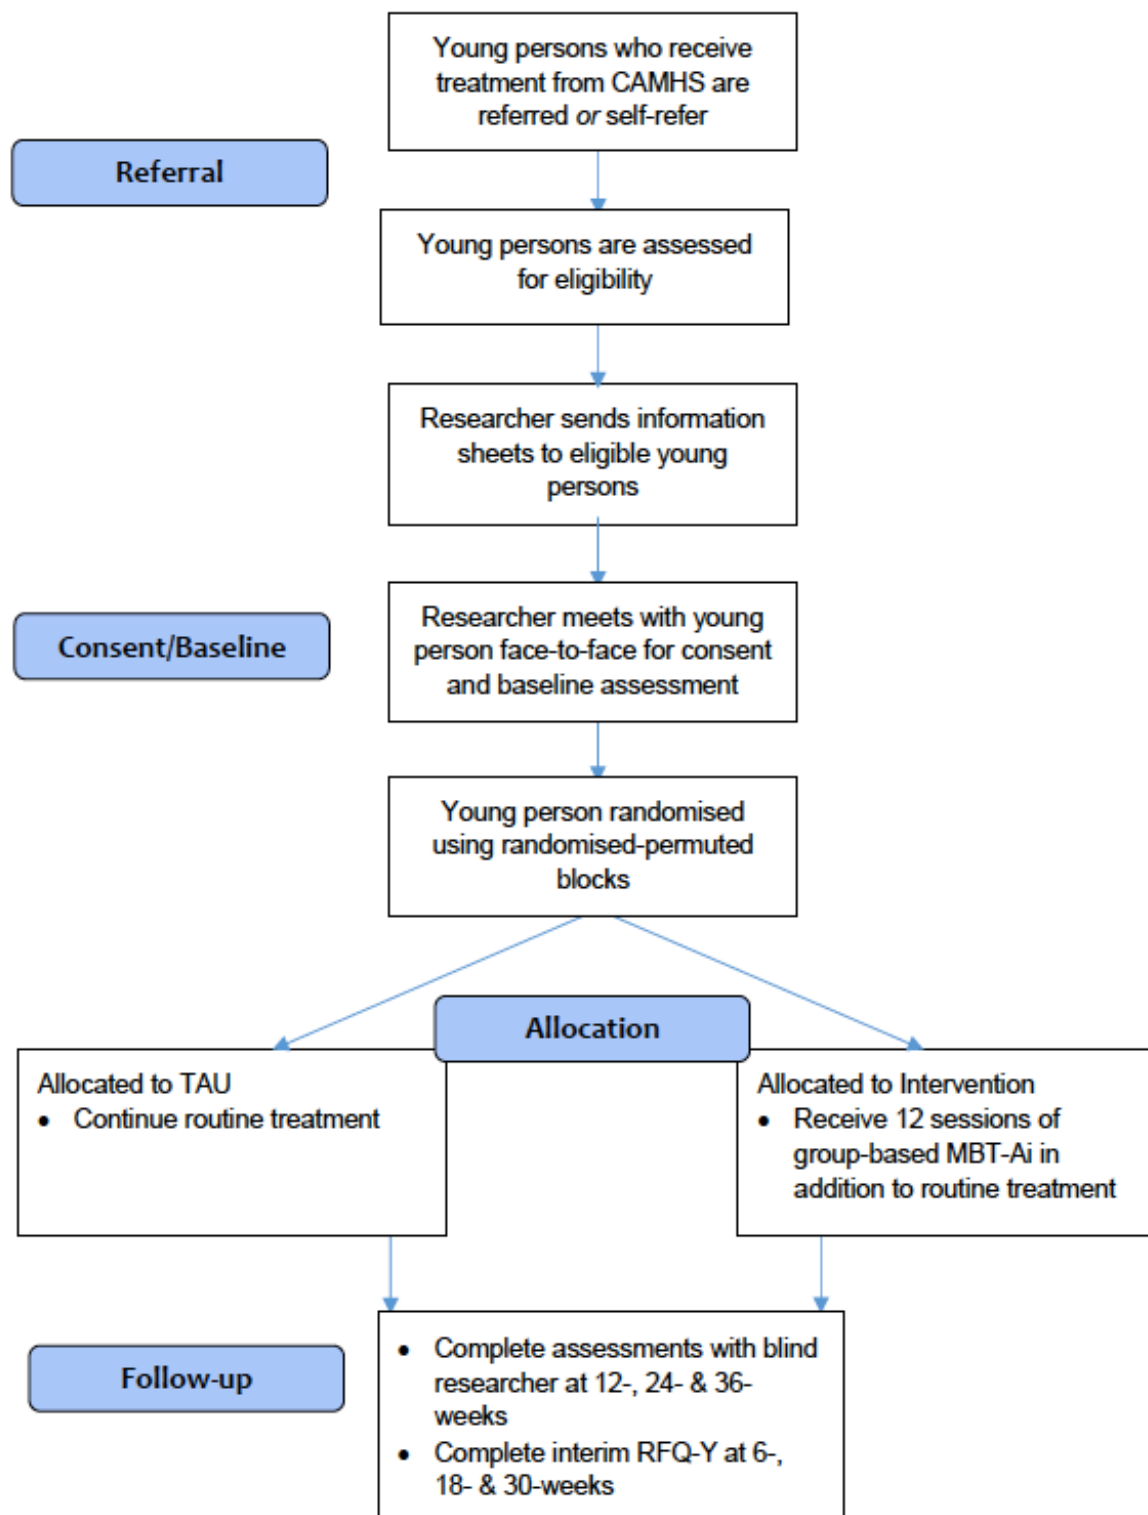 Young persons who receive
treatment from CAMHS are
referred or self-refer
Referral
Young persons are assessed
for eligibility
Researcher sends information
sheets to eligible young
persons
Consent/Baseline
Researcher meets with young
person face-to-face for consent
and baseline assessment
Young person randomised
using randomised-permuted
blocks
Allocation
Allocated to TAU
• Continue routine treatment
Allocated to Intervention
• Receive 12 sessions of
group-based MBT-Ai in
addition to routine treatment
Follow-up
• Complete assessments with blind
researcher at 12-, 24- & 36-
weeks
• Complete interim RFQ-Y at 6-,
18- & 30-weeks